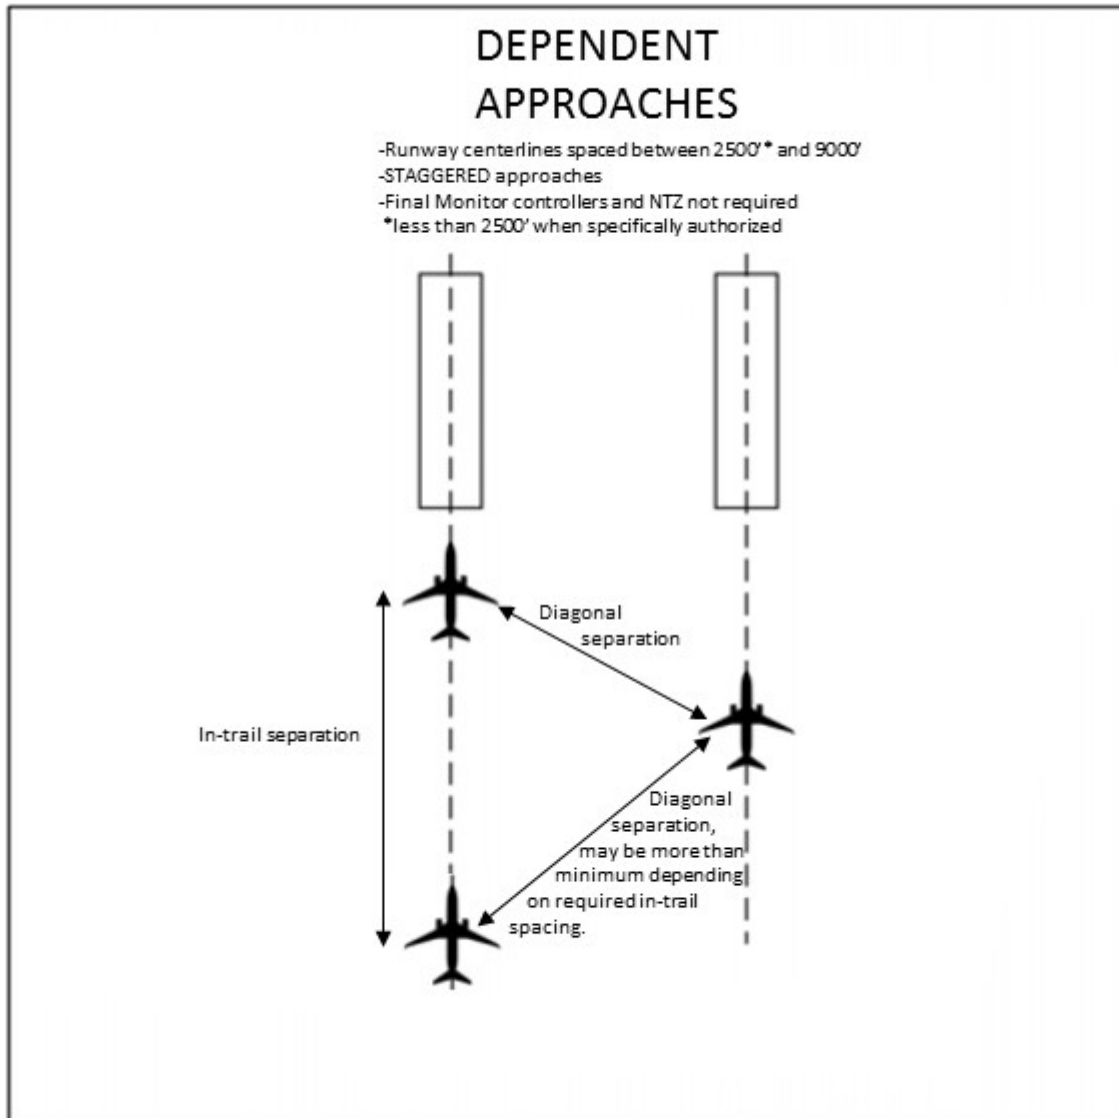 DEPENDENT
APPROACHES
-Runway centerlines spaced between 2500'* and 9000'
-STAGGERED approaches
-Final Monitor controllers and NTZ not required
*less than 2500' when specifically authorized
Diagonal
separation
In-trail separation
Diagonal
separation,
may be more than
minimum depending
on required in-trail
spacing.